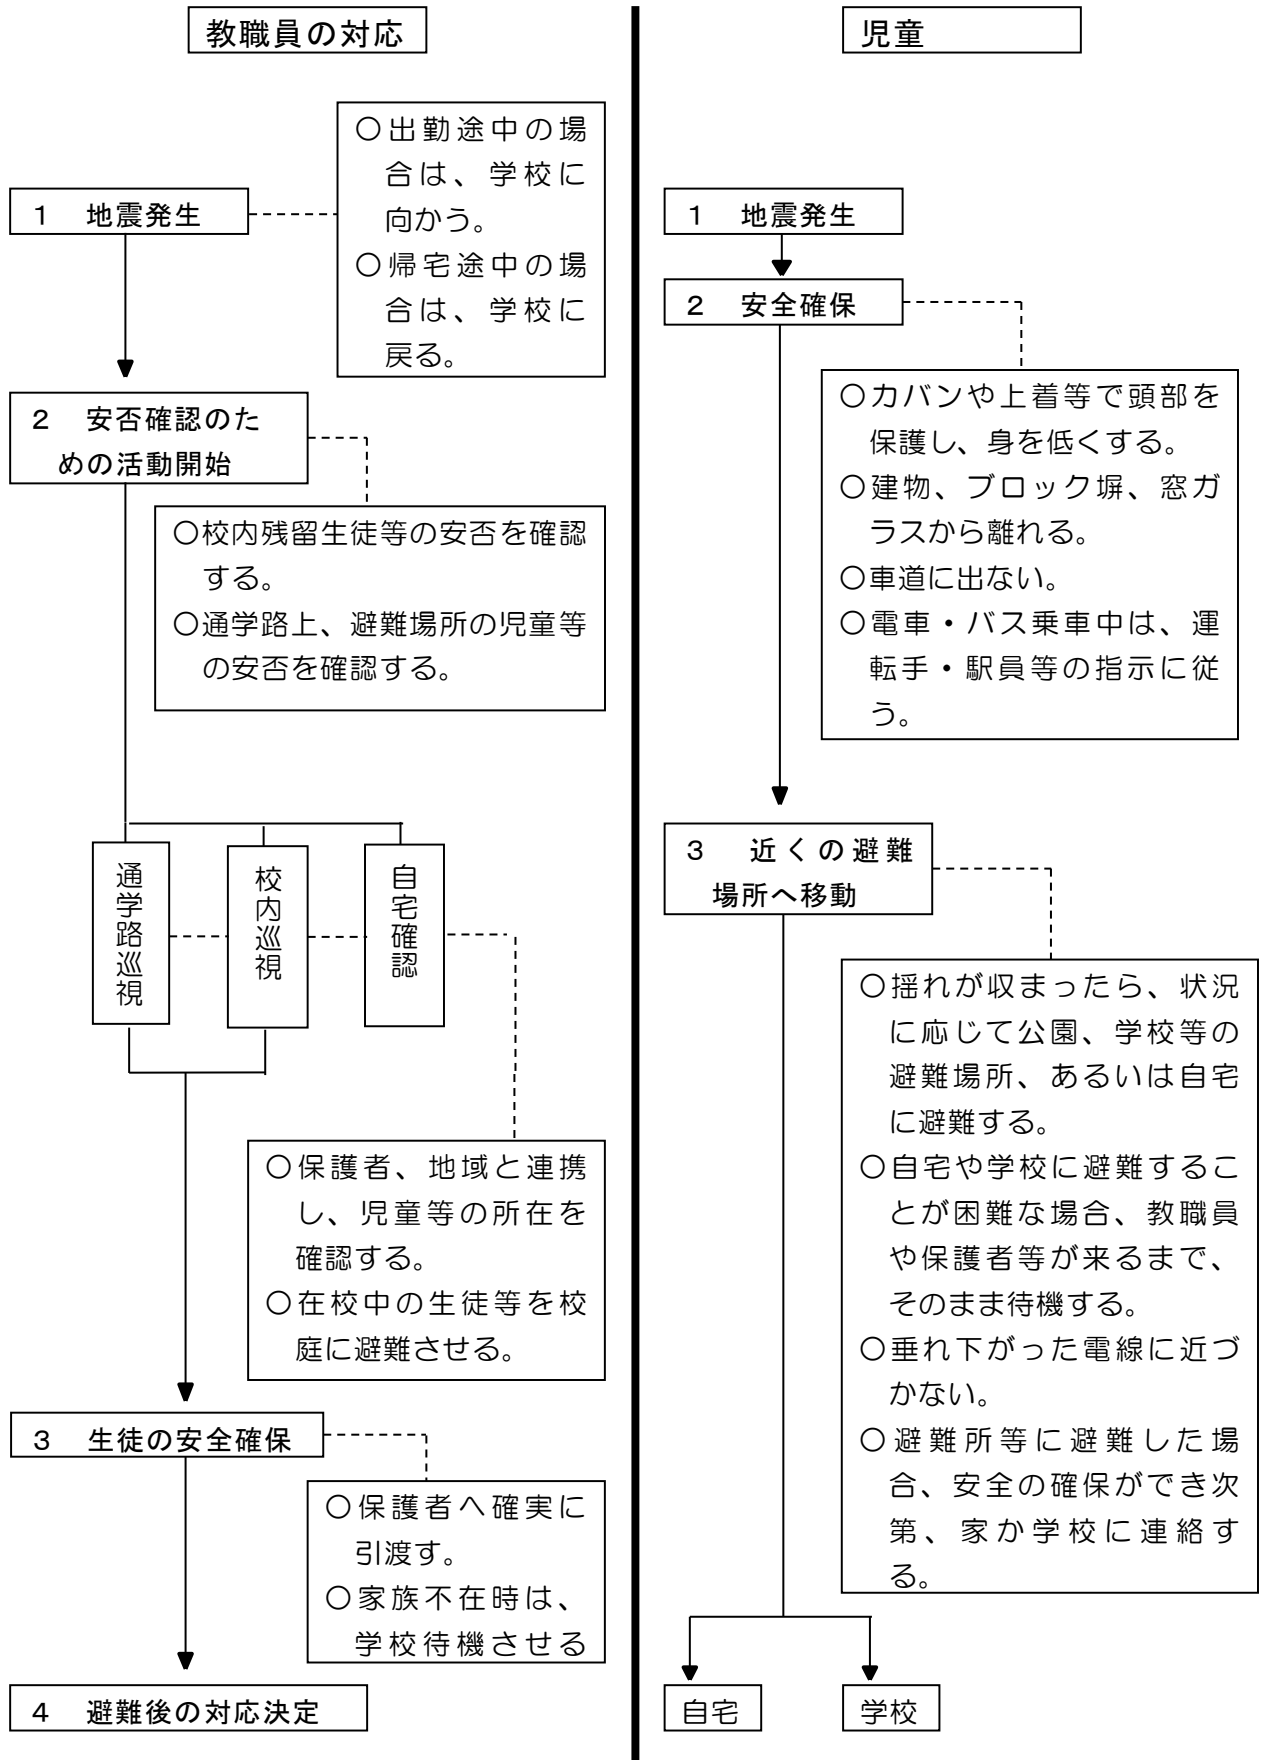 教職員の対応
１　地震発生
〇出勤途中の場
合は、学校に
向かう。
〇帰宅途中の場
合は、学校に
戻る。
２　安否確認のた
めの活動開始
〇校内残留生徒等の安否を確認
する。
〇通学路上、避難場所の児童等
の安否を確認する。
通学路巡視
校内巡視
自宅確認
〇保護者、地域と連携
し、児童等の所在を
確認する。
〇在校中の生徒等を校
庭に避難させる。
３　生徒の安全確保
〇保護者へ確実に
引渡す。
〇家族不在時は、
学校待機させる
４　避難後の対応決定
児童
１　地震発生
２　安全確保
〇カバンや上着等で頭部を
保護し、身を低くする。
〇建物、ブロック塀、窓ガ
ラスから離れる。
〇車道に出ない。
〇電車・バス乗車中は、運
転手・駅員等の指示に従
う。
３　近くの避難
場所へ移動
〇揺れが収まったら、状況
に応じて公園、学校等の
避難場所、あるいは自宅
に避難する。
〇自宅や学校に避難するこ
とが困難な場合、教職員
や保護者等が来るまで、
そのまま待機する。
〇垂れ下がった電線に近づ
かない。
〇避難所等に避難した場
合、安全の確保ができ次
第、家か学校に連絡す
る。
自宅
学校